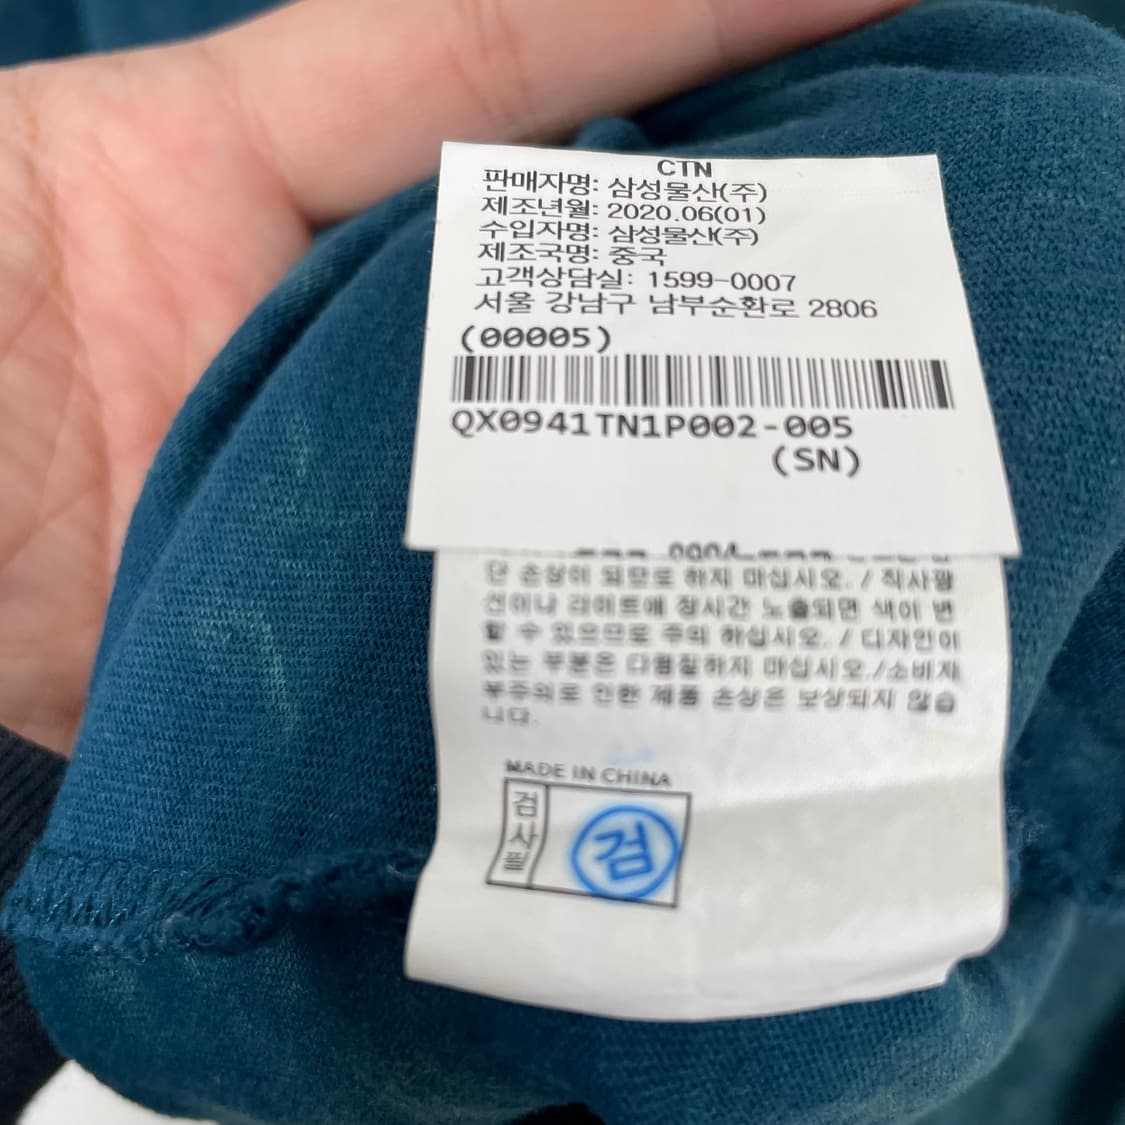 CTN
판매자명: 삼성물산(주)
제조년월: 2020.06(01)
수입자명: 삼성물산(주)
제조국명: 중국
고객상담실: 1599-0007
서울 강남구 남부순환로 2806
(00005)
QX0941TN1P002-005
(SN)
단 손상이 되므로 하지 마십시오. / 직사광
선이나 라이트에 장시간 노출되면 색이 변
할 수 있으므로 주의 하십시오. / 디자인이
있는 부분은 다림질하지 마십시오./소비자
부주의로 인한 제품 손상은 보상되지 않습
니다.
MADE IN CHINA
검사필
검